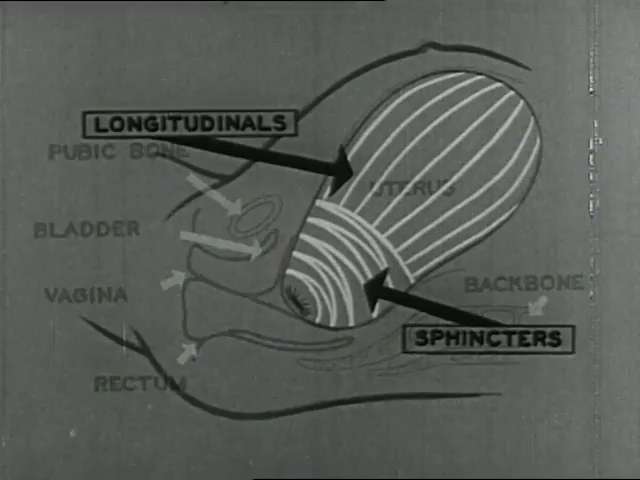 LONGITUDINALS
PUBIC BONE
UTERUS
BLADDER
BACKBONE
VAGINA
SPHINCTERS
RECTUM